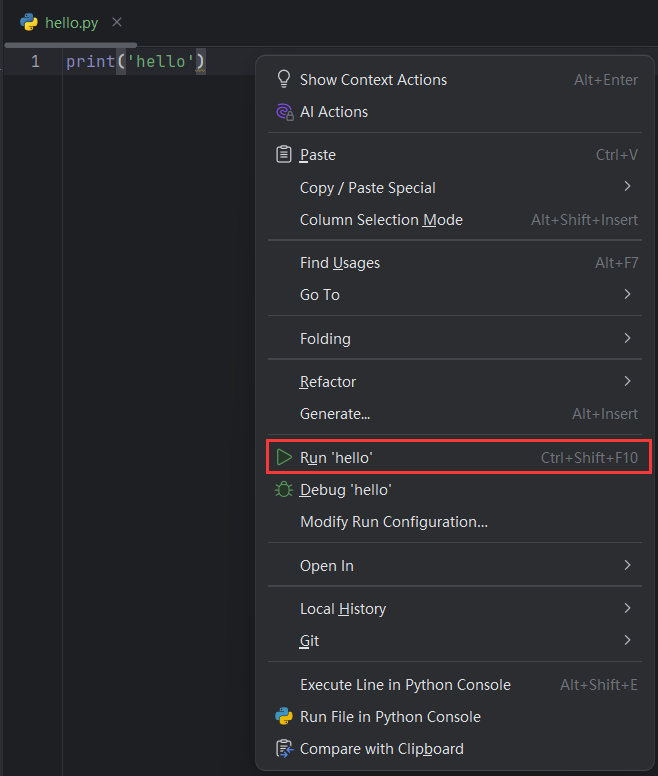 hello.py
1 print('hello')
Show Context Actions Alt+Enter
AI Actions
Paste Ctrl+V
Copy / Paste Special
Column Selection Mode Alt+Shift+Insert
Find Usages Alt+F7
Go To
Folding
Refactor
Generate... Alt+Insert
Run 'hello' Ctrl+Shift+F10
Debug 'hello'
Modify Run Configuration...
Open In
Local History
Git
Execute Line in Python Console Alt+Shift+E
Run File in Python Console
Compare with Clipboard